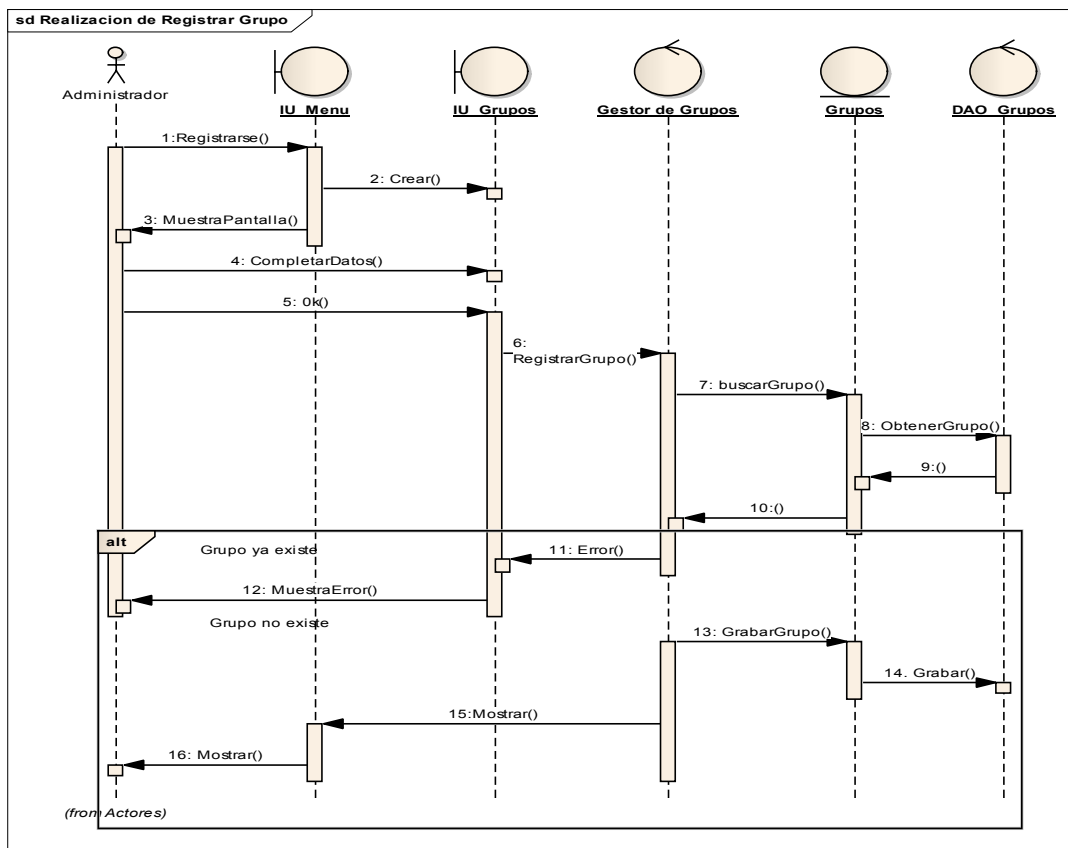 sd Realizacion de Registrar Grupo
Administrador
IU_Menu
IU_Grupos
Gestor de Grupos
Grupos
DAO_Grupos
1:Registrarse()
2: Crear()
3: MuestraPantalla()
4: CompletarDatos()
5: 0k()
6:
RegistrarGrupo()
7: buscarGrupo()
8: ObtenerGrupo()
9:()
10:()
alt
Grupo ya existe
11: Error()
12: MuestraError()
Grupo no existe
13: GrabarGrupo()
14. Grabar()
15:Mostrar()
16: Mostrar()
(from Actores)